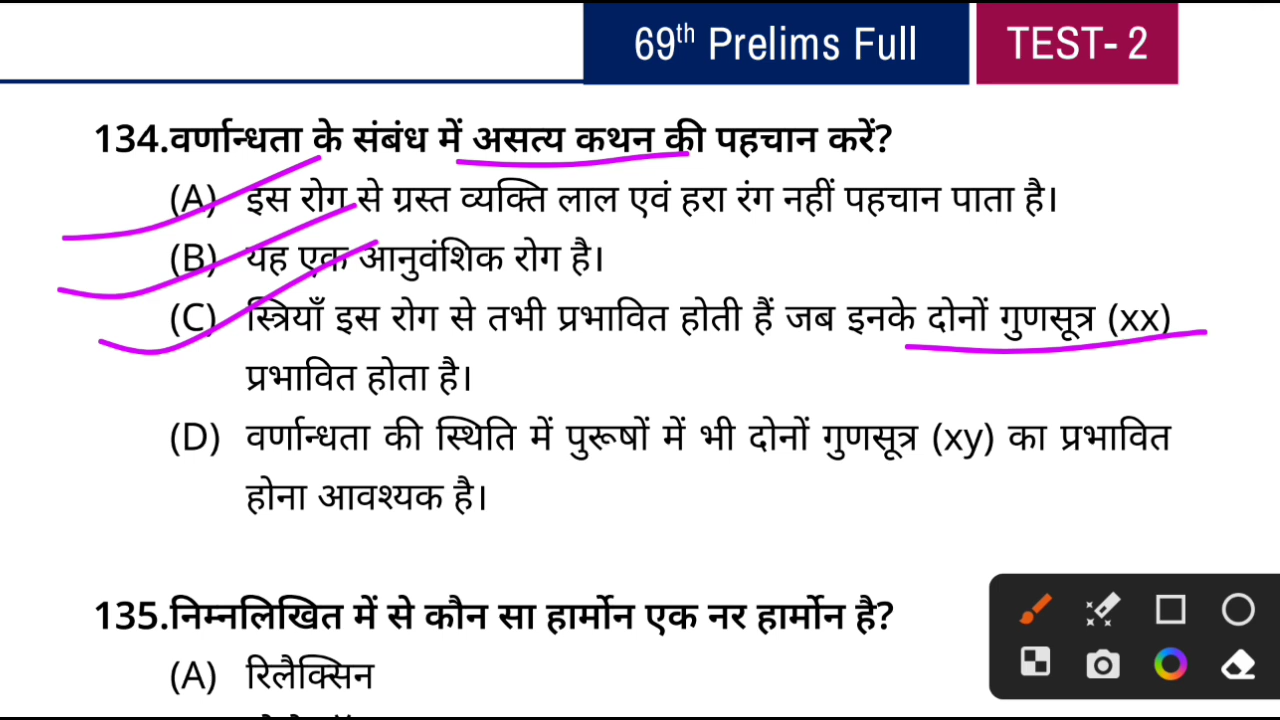 69th Prelims Full
TEST- 2
134.वर्णान्धता के संबंध में असत्य कथन की पहचान करें?
(A) इस रोग से ग्रस्त व्यक्ति लाल एवं हरा रंग नहीं पहचान पाता है।
(B) यह एक आनुवंशिक रोग है।
(C) स्त्रियाँ इस रोग से तभी प्रभावित होती हैं जब इनके दोनों गुणसूत्र (xx)
प्रभावित होता है।
(D) वर्णान्धता की स्थिति में पुरूषों में भी दोनों गुणसूत्र (xy) का प्रभावित
होना आवश्यक है।
135.निम्नलिखित में से कौन सा हार्मोन एक नर हार्मोन है?
(A) रिलैक्सिन